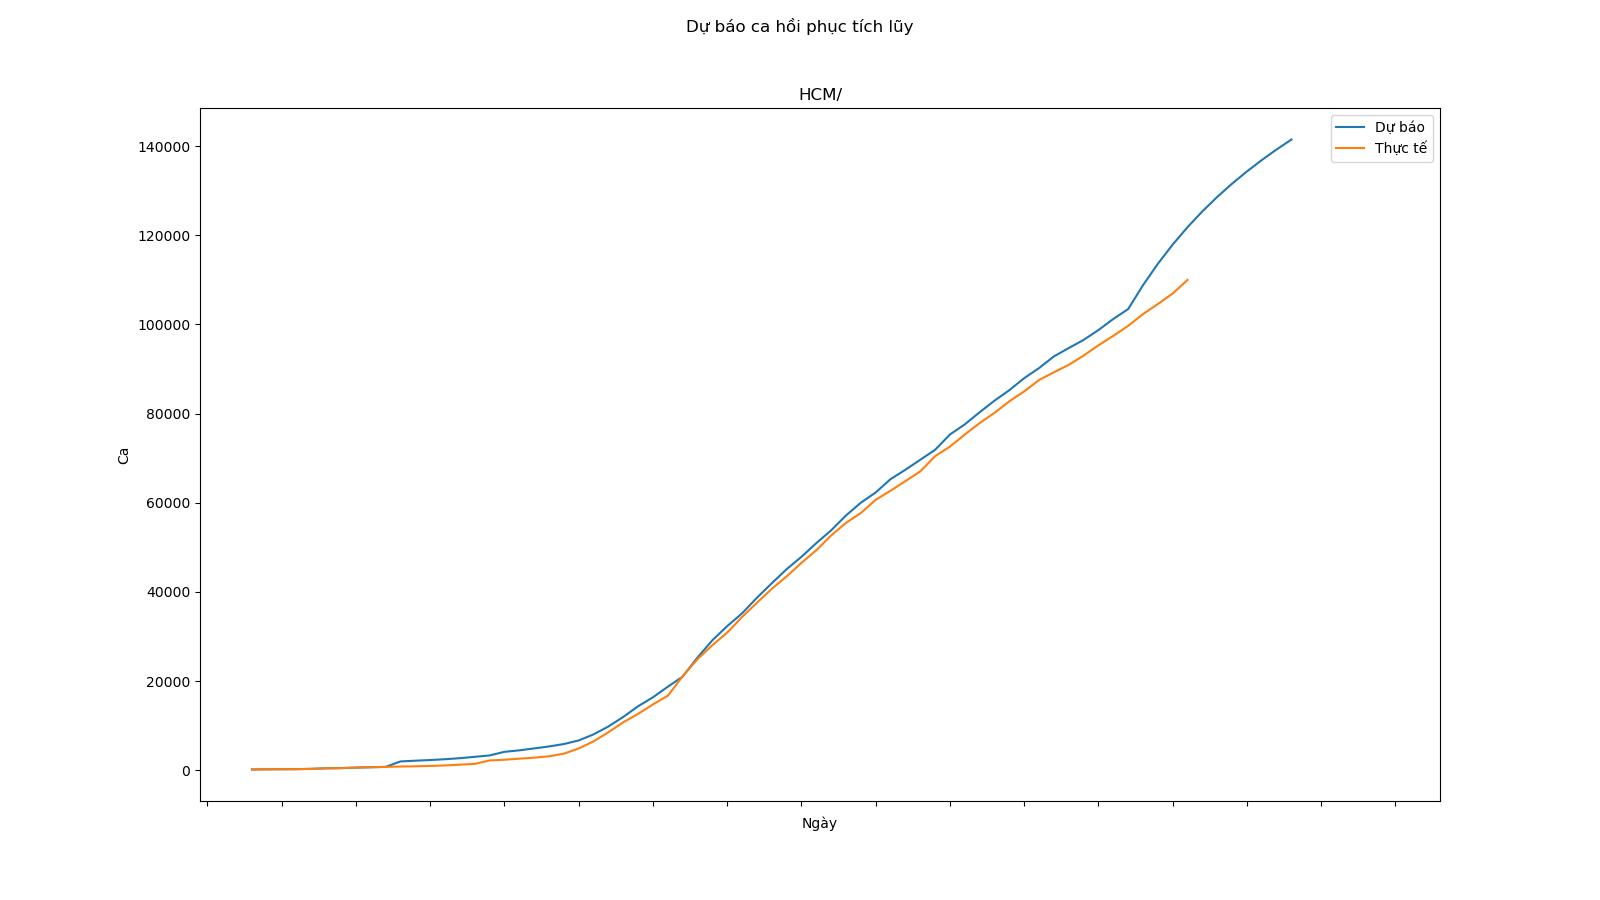 Dự báo ca hồi phục tích lũy
HCM/
Dự báo
Thực tế
140000
120000
100000
80000
60000
40000
20000
0
Ca
Ngày